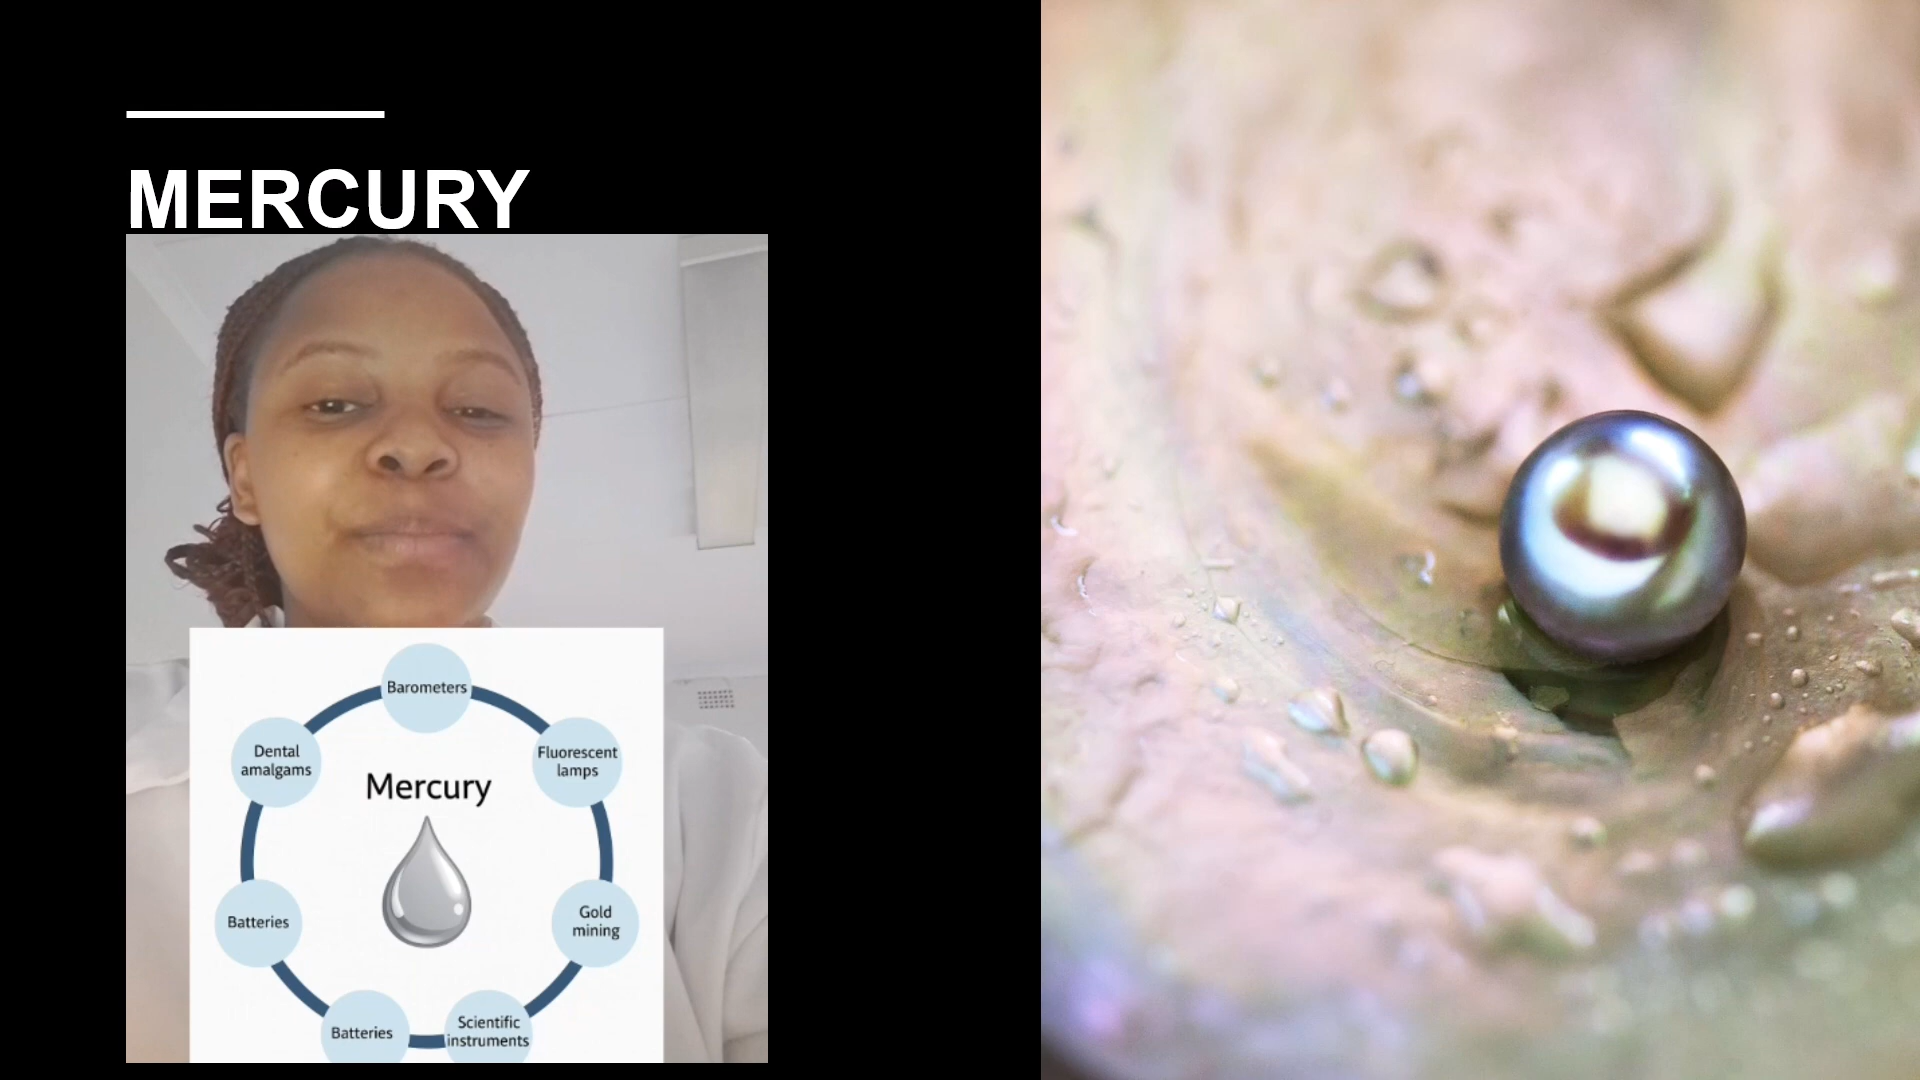 MERCURY
Barometers
Dental
amalgams
Fluorescent
lamps
Mercury
Batteries
Gold
mining
Batteries
Scientific
instruments